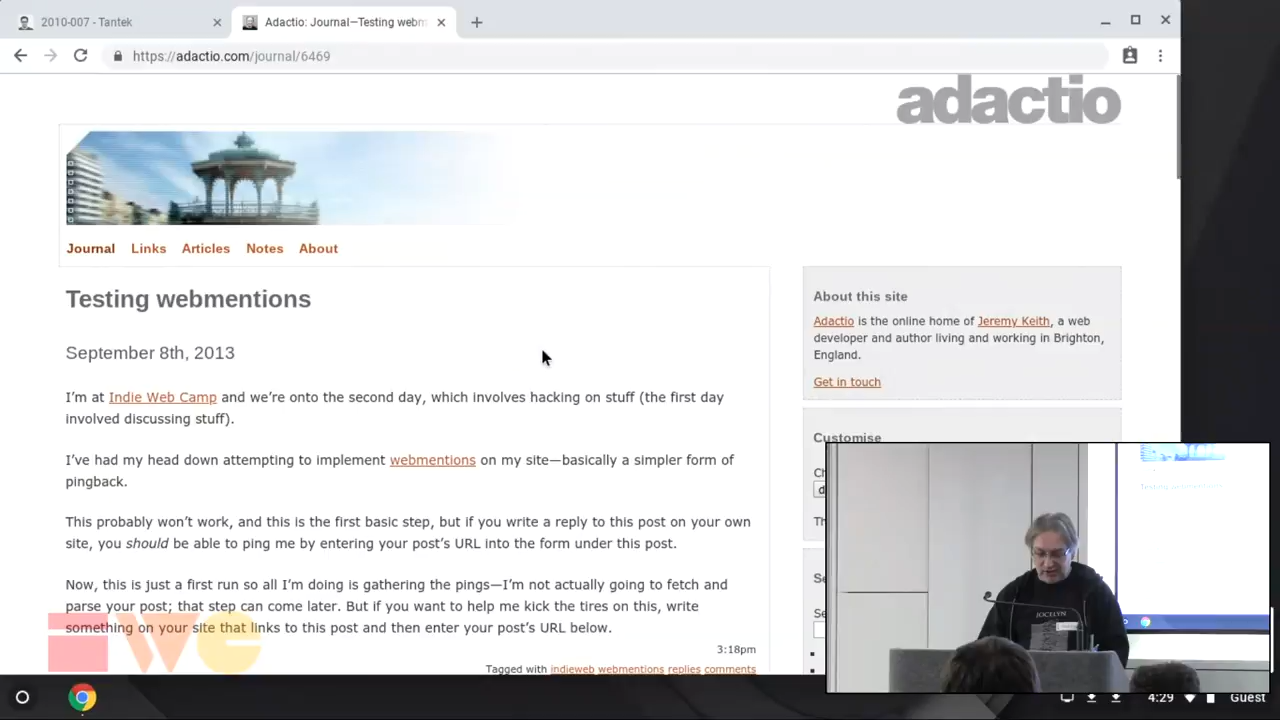 2010-007 - Tantek
Adactio: Journal—Testing webm
https://adactio.com/journal/6469
adactio
Journal Links Articles Notes About
Testing webmentions
September 8th, 2013
I’m at Indie Web Camp and we’re onto the second day, which involves hacking on stuff (the first day
involved discussing stuff).
I’ve had my head down attempting to implement webmentions on my site—basically a simpler form of
pingback.
This probably won’t work, and this is the first basic step, but if you write a reply to this post on your own
site, you should be able to ping me by entering your post’s URL into the form under this post.
Now, this is just a first run so all I’m doing is gathering the pings—I’m not actually going to fetch and
parse your post; that step can come later. But if you want to help me kick the tires on this, write
something on your site that links to this post and then enter your post’s URL below.
3:18pm
Tagged with indieweb webmentions replies comments
About this site
Adactio is the online home of Jeremy Keith, a web
developer and author living and working in Brighton,
England.
Get in touch
Customise
Testing webmentions
JOCELYN
iwc
4:29
Guest